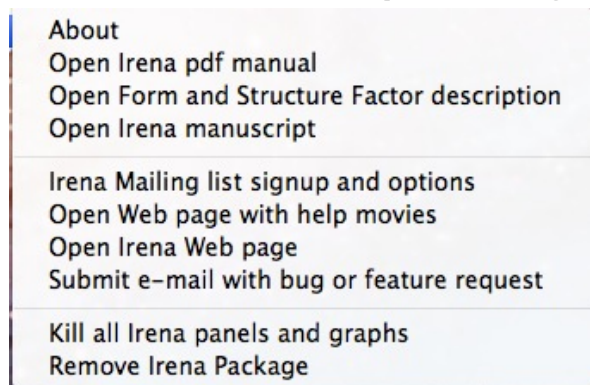 About
Open Irena pdf manual
Open Form and Structure Factor description
Open Irena manuscript
Irena Mailing list signup and options
Open Web page with help movies
Open Irena Web page
Submit e-mail with bug or feature request
Kill all Irena panels and graphs
Remove Irena Package